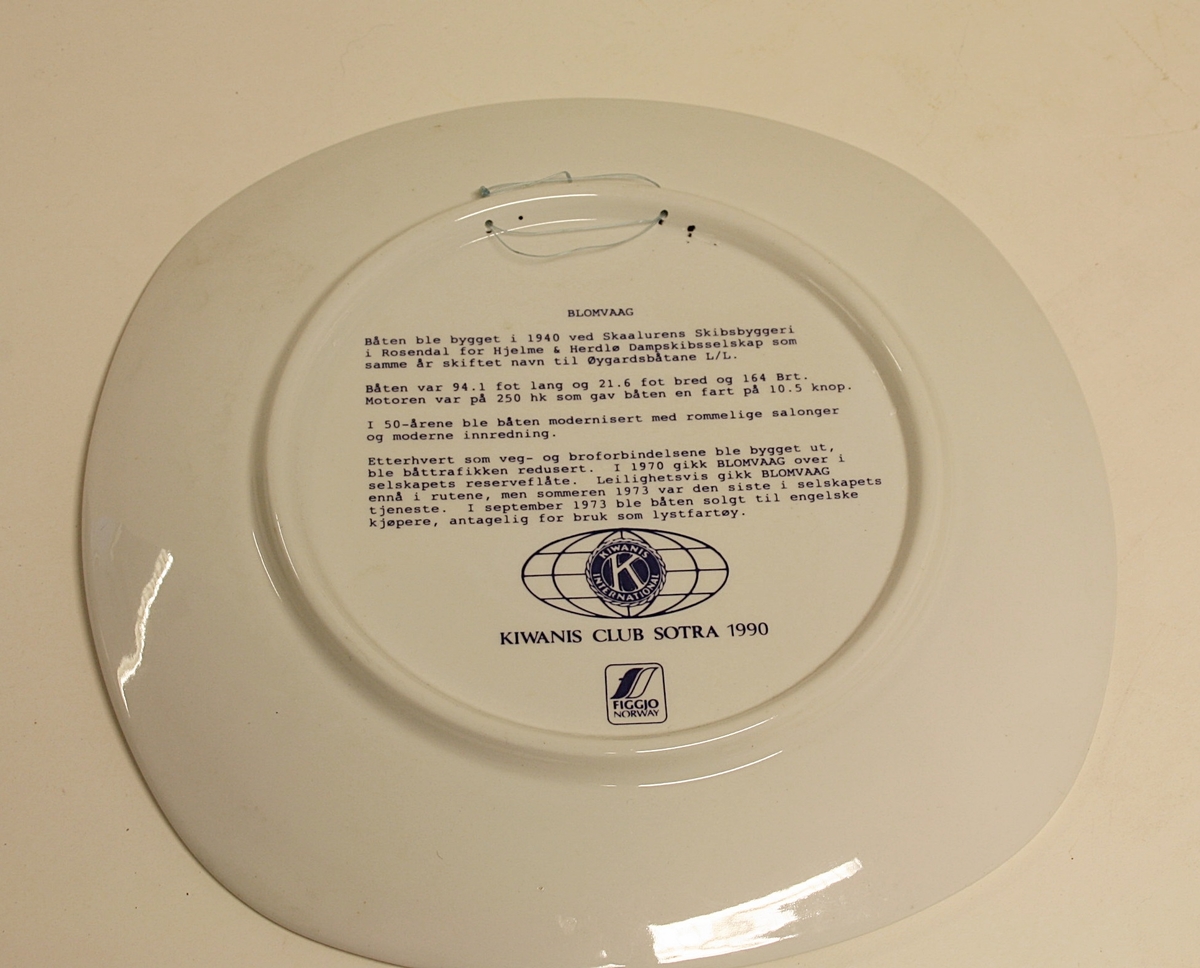 BLOMVAAG
Båten ble bygget i 1940 ved Skaalurens Skibsbyggeri
i Rosendal for Hjelme & Herdlø Dampskibsselskap som
samme år skiftet navn til Øygardsbåtane L/L.
Båten var 94.1 fot lang og 21.6 fot bred og 164 Brt.
Motoren var på 250 hk som gav båten en fart på 10.5 knop.
I 50-årene ble båten modernisert med rommelige salonger
og moderne innredning.
Etterhvert som veg- og broforbindelsene ble bygget ut,
ble båttrafikken redusert. I 1970 gikk BLOMVAAG over i
selskapets reserveflåte. Leilighetsvis gikk BLOMVAAG
ennå i rutene, men sommeren 1973 var den siste i selskapets
tjeneste. I september 1973 ble båten solgt til engelske
kjøpere, antagelig for bruk som lystfartøy.
KIWANIS
K
INTERNATIONAL
KIWANIS CLUB SOTRA 1990
FIGGJO
NORWAY